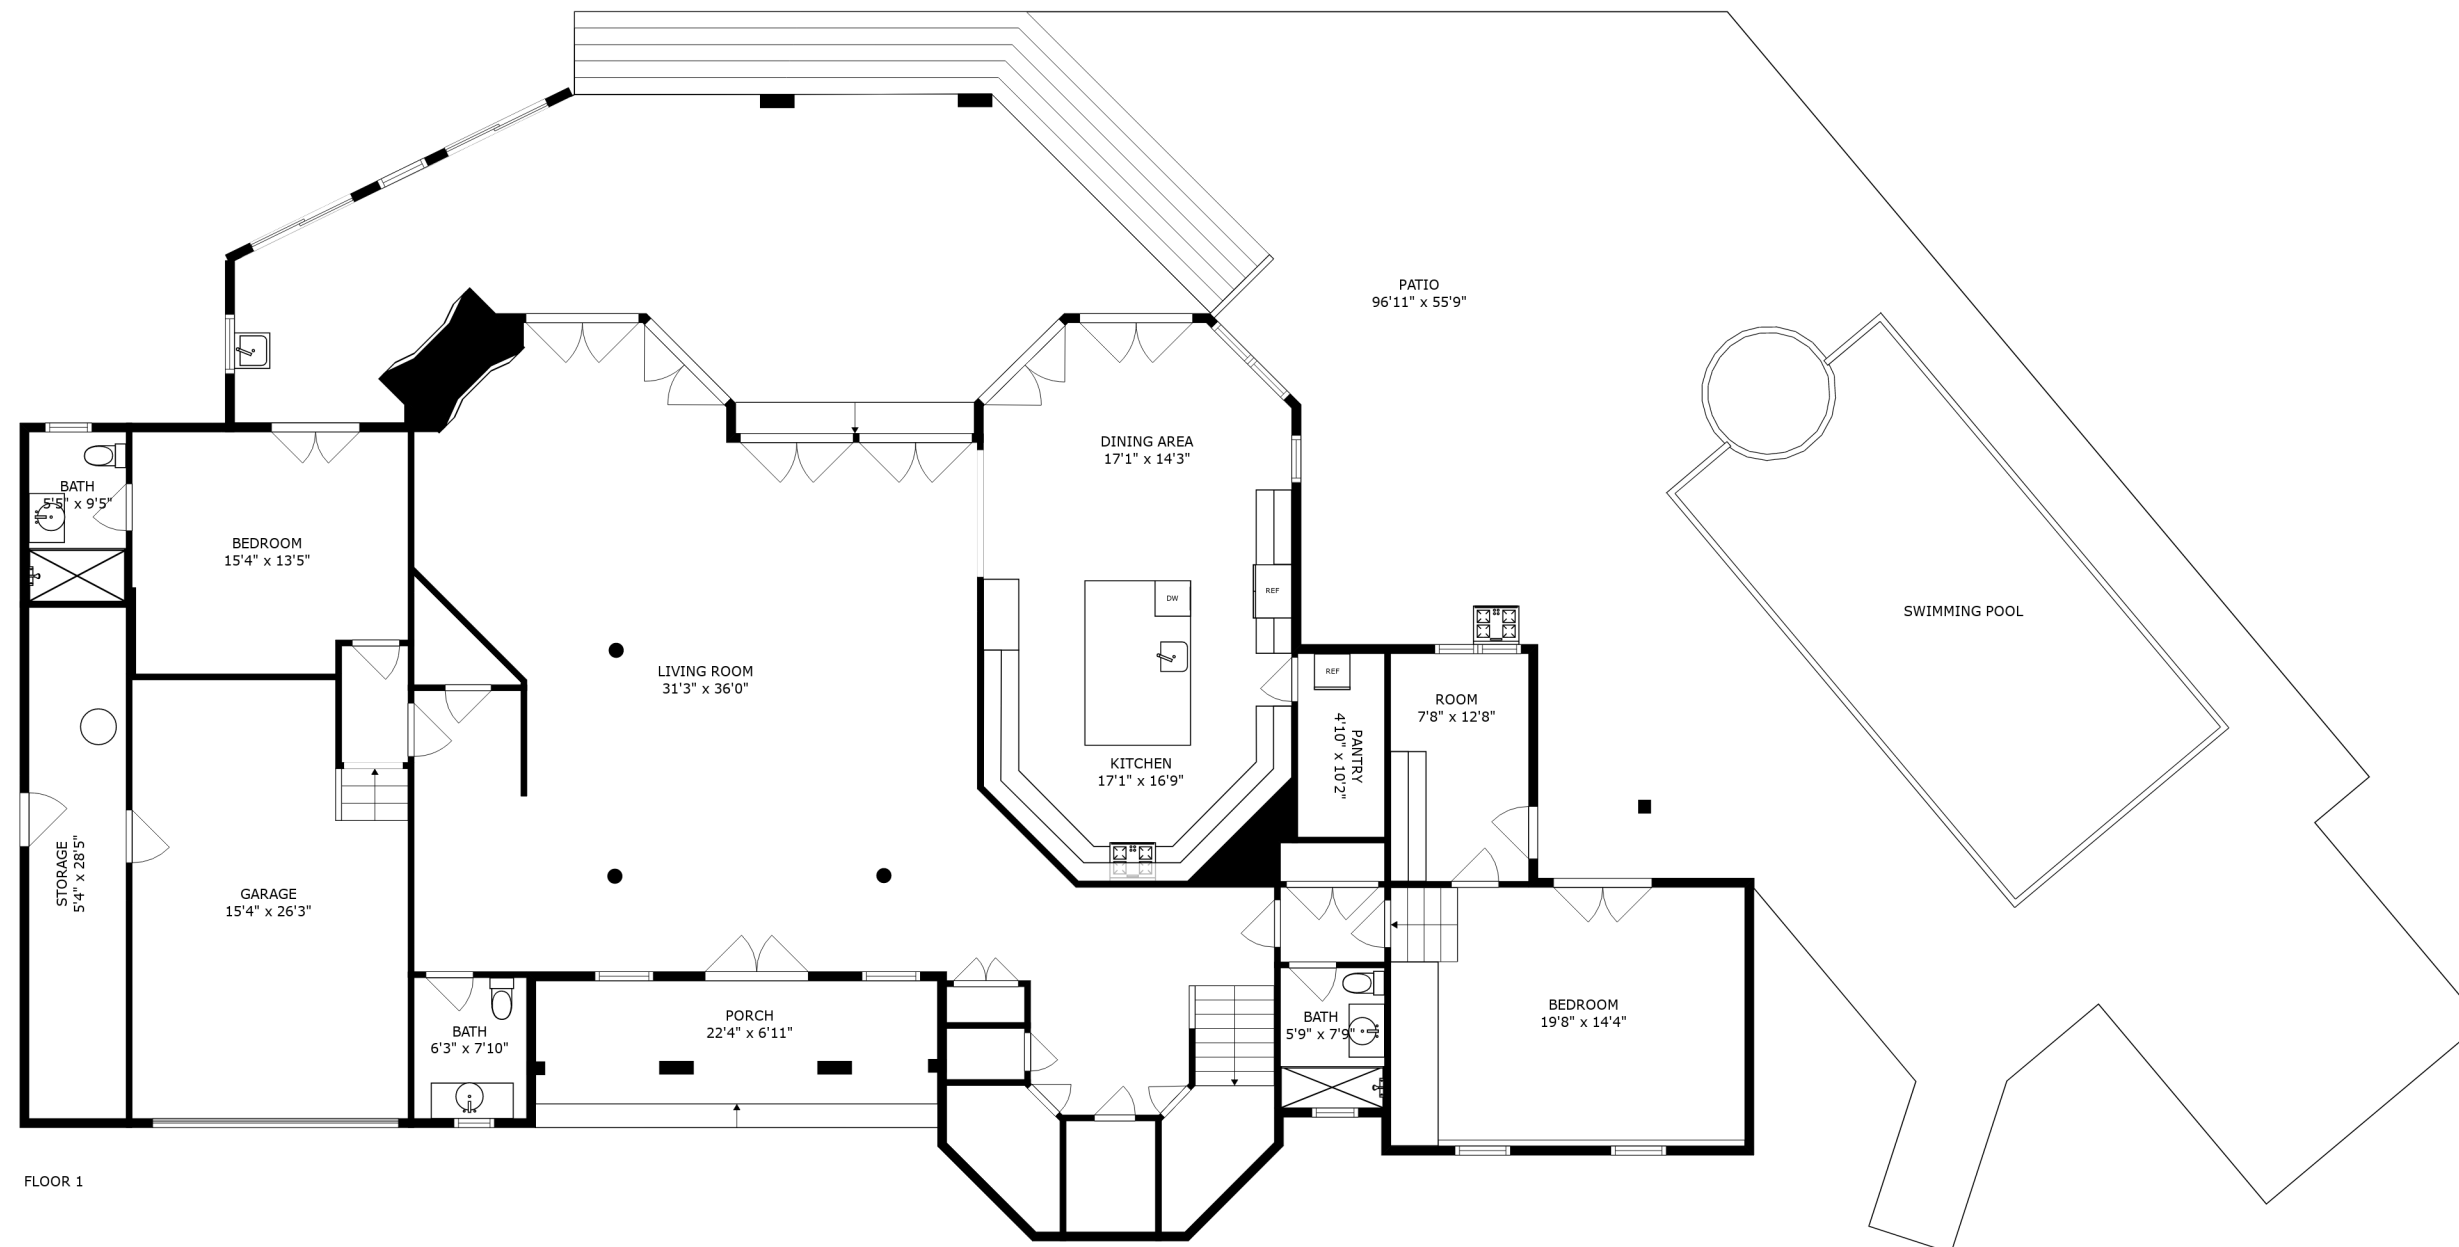 PATIO
96'11" x 55'9"
DINING AREA
17'1" x 14'3"
BATH
5'5" x 9'5"
BEDROOM
15'4" x 13'5"
REF
DW
SWIMMING POOL
LIVING ROOM
31'3" x 36'0"
REF
ROOM
7'8" x 12'8"
KITCHEN
17'1" x 16'9"
PANTRY
4'10" x 10'2"
STORAGE
5'4" x 28'5"
GARAGE
15'4" x 26'3"
BEDROOM
19'8" x 14'4"
PORCH
22'4" x 6'11"
BATH
5'9" x 7'9"
BATH
6'3" x 7'10"
FLOOR 1